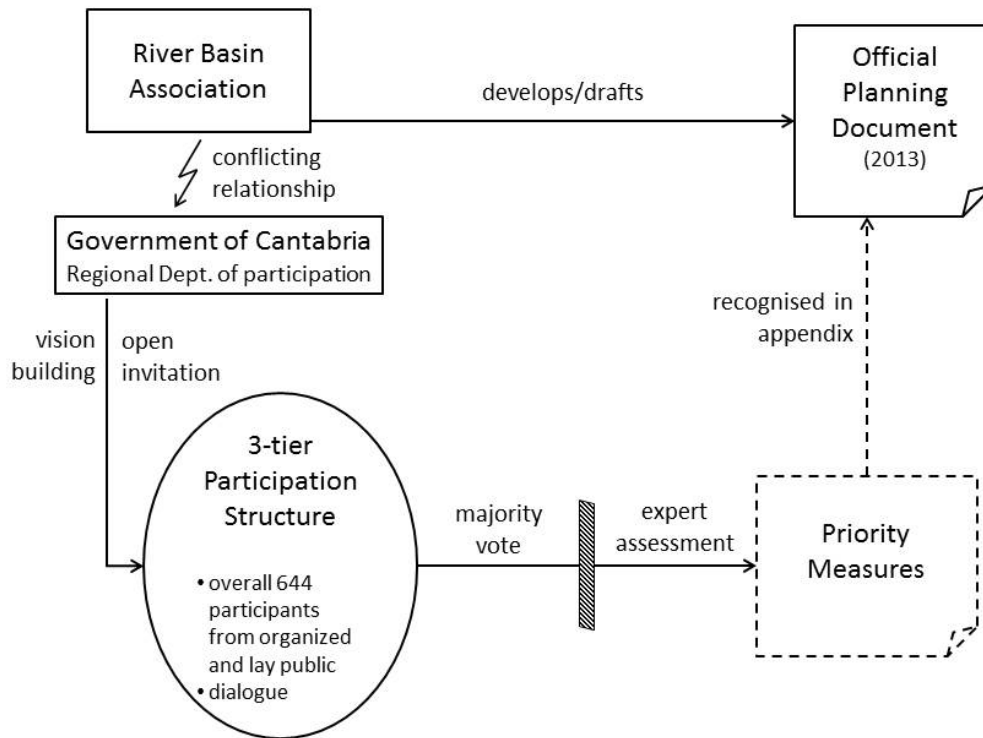 River Basin
Association
develops/drafts
Official
Planning
Document
(2013)
conflicting
relationship
Government of Cantabria
Regional Dept. of participation
recognised in
appendix
vision
building
open
invitation
3-tier
Participation
Structure
• overall 644
participants
from organized
and lay public
• dialogue
majority
vote
expert
assessment
Priority
Measures